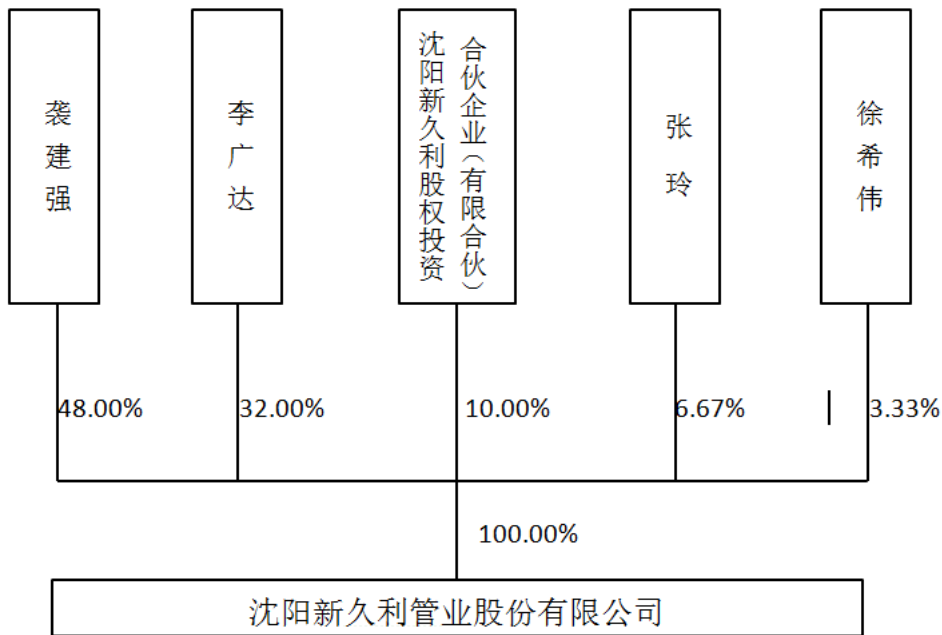 袭建强
李广达
沈阳新久利股权投资
合伙企业（有限合伙）
张玲
徐希伟
48.00%
32.00%
10.00%
6.67%
3.33%
100.00%
沈阳新久利管业股份有限公司